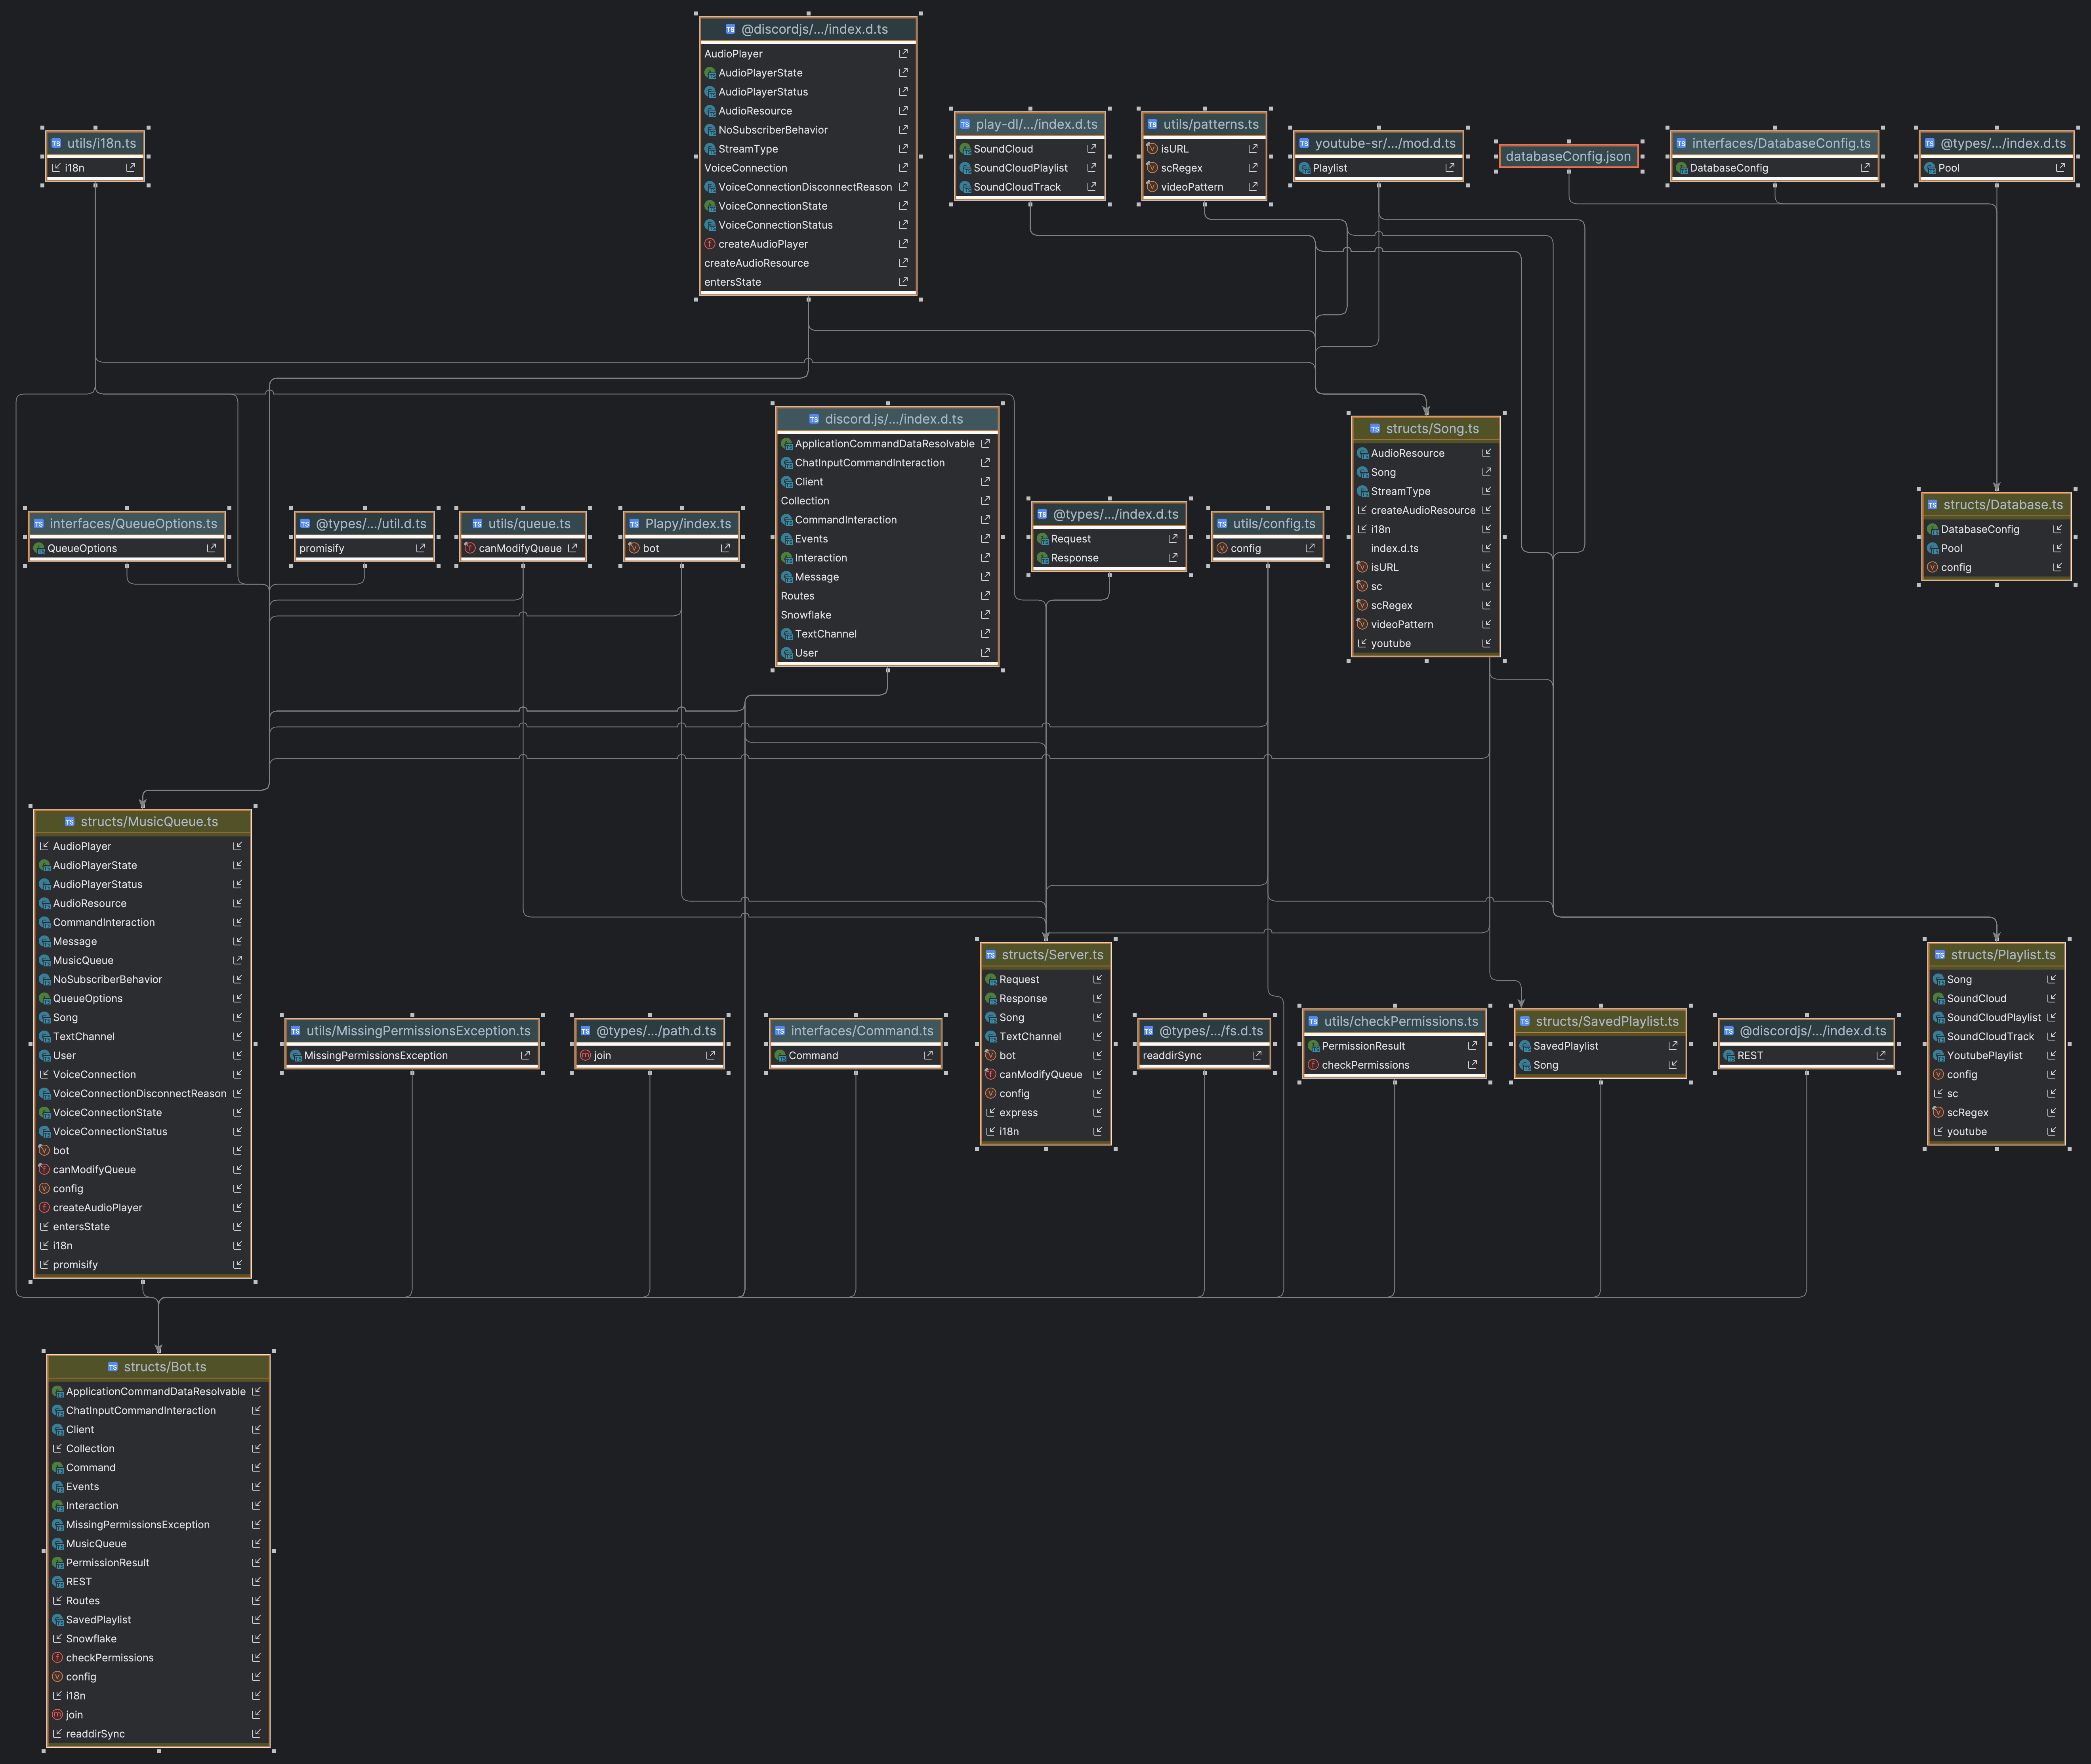 @discordjs/.../index.d.ts
AudioPlayer
AudioPlayerState
AudioPlayerStatus
AudioResource
NoSubscriberBehavior
StreamType
VoiceConnection
VoiceConnectionDisconnectReason
VoiceConnectionState
VoiceConnectionStatus
createAudioPlayer
createAudioResource
entersState
play-dl/.../index.d.ts
SoundCloud
SoundCloudPlaylist
SoundCloudTrack
utils/patterns.ts
isURL
scRegex
videoPattern
utils/i18n.ts
i18n
youtube-sr/.../mod.d.ts
Playlist
databaseConfig.json
interfaces/DatabaseConfig.ts
DatabaseConfig
@types/.../index.d.ts
Pool
discord.js/.../index.d.ts
ApplicationCommandDataResolvable
ChatInputCommandInteraction
Client
Collection
CommandInteraction
Events
Interaction
Message
Routes
Snowflake
TextChannel
User
structs/Song.ts
AudioResource
Song
StreamType
createAudioResource
i18n
index.d.ts
isURL
sc
scRegex
videoPattern
youtube
structs/Database.ts
DatabaseConfig
Pool
config
interfaces/QueueOptions.ts
QueueOptions
@types/.../util.d.ts
promisify
utils/queue.ts
canModifyQueue
Plapy/index.ts
bot
@types/.../index.d.ts
Request
Response
utils/config.ts
config
structs/MusicQueue.ts
AudioPlayer
AudioPlayerState
AudioPlayerStatus
AudioResource
CommandInteraction
Message
MusicQueue
NoSubscriberBehavior
QueueOptions
Song
TextChannel
User
VoiceConnection
VoiceConnectionDisconnectReason
VoiceConnectionState
VoiceConnectionStatus
bot
canModifyQueue
config
createAudioPlayer
entersState
i18n
promisify
structs/Server.ts
Request
Response
Song
TextChannel
bot
canModifyQueue
config
express
i18n
structs/Playlist.ts
Song
SoundCloud
SoundCloudPlaylist
SoundCloudTrack
YoutubePlaylist
config
sc
scRegex
youtube
utils/MissingPermissionsException.ts
MissingPermissionsException
@types/.../path.d.ts
join
interfaces/Command.ts
Command
@types/.../fs.d.ts
readdirSync
utils/checkPermissions.ts
PermissionResult
checkPermissions
structs/SavedPlaylist.ts
SavedPlaylist
Song
@discordjs/.../index.d.ts
REST
structs/Bot.ts
ApplicationCommandDataResolvable
ChatInputCommandInteraction
Client
Collection
Command
Events
Interaction
MissingPermissionsException
MusicQueue
PermissionResult
REST
Routes
SavedPlaylist
Snowflake
checkPermissions
config
i18n
join
readdirSync